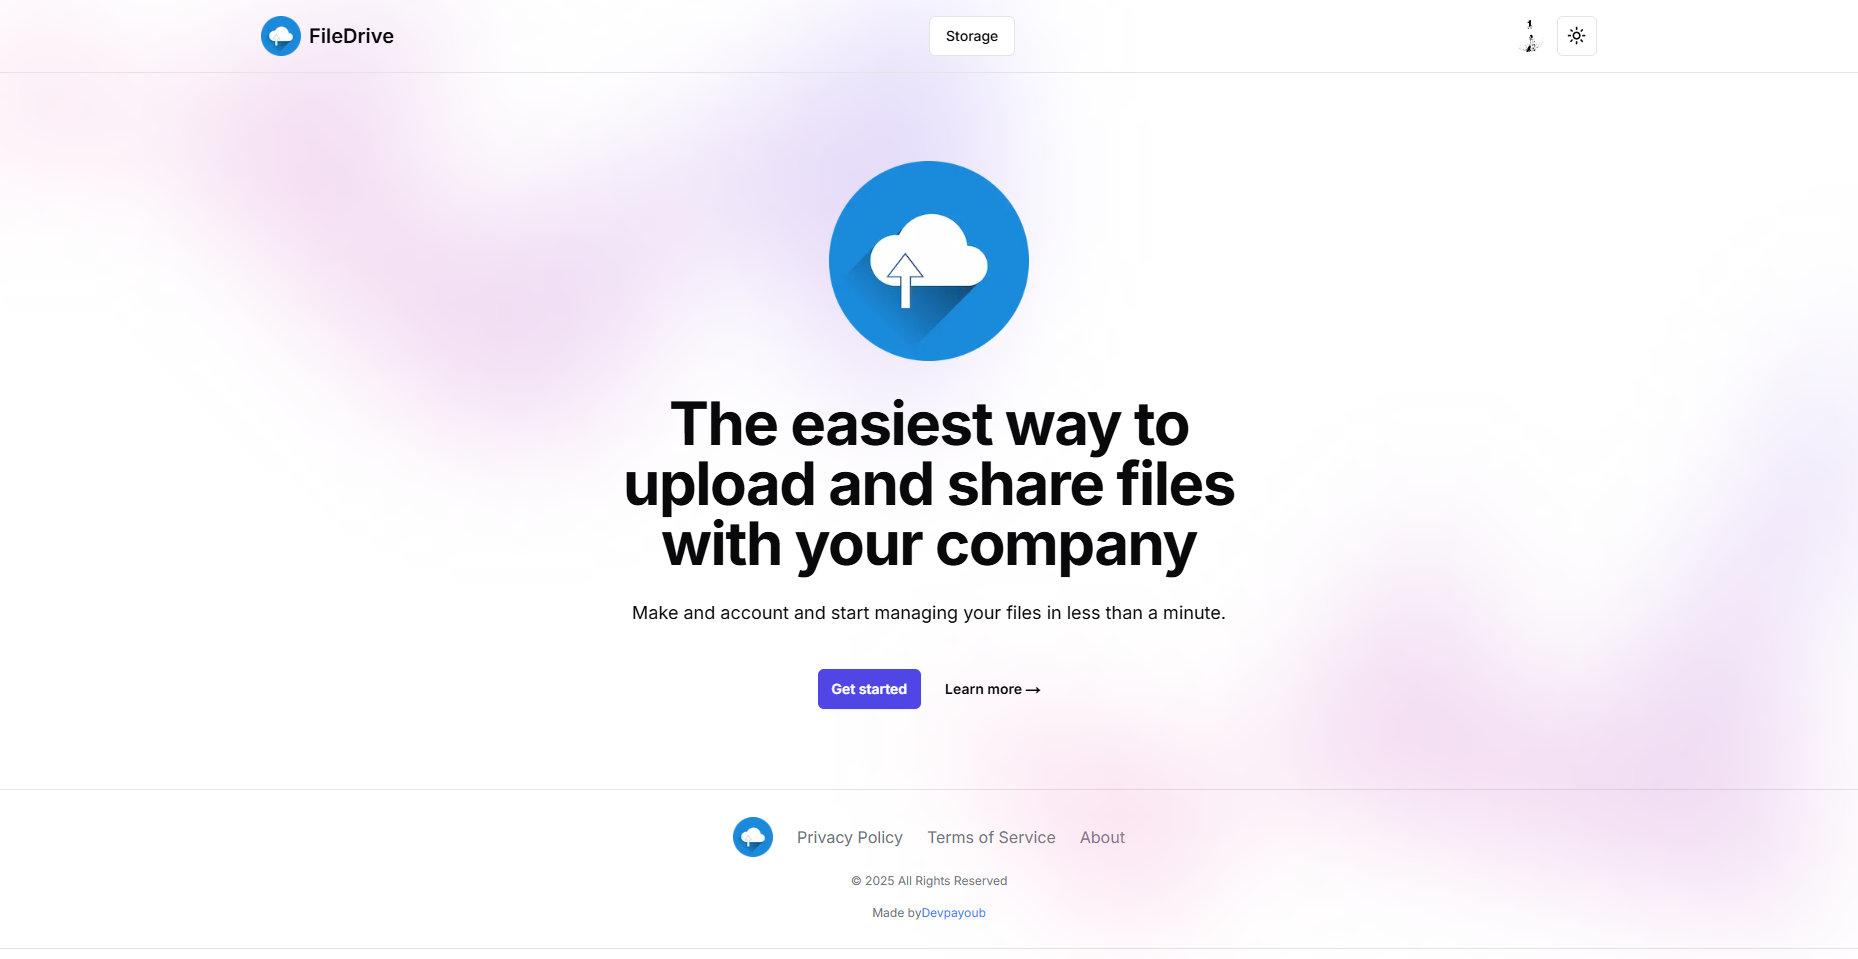 FileDrive
Storage
The easiest way to
upload and share files
with your company
Make and account and start managing your files in less than a minute.
Get started
Learn more →
Privacy Policy
Terms of Service
About
© 2025 All Rights Reserved
Made byDevpayoub